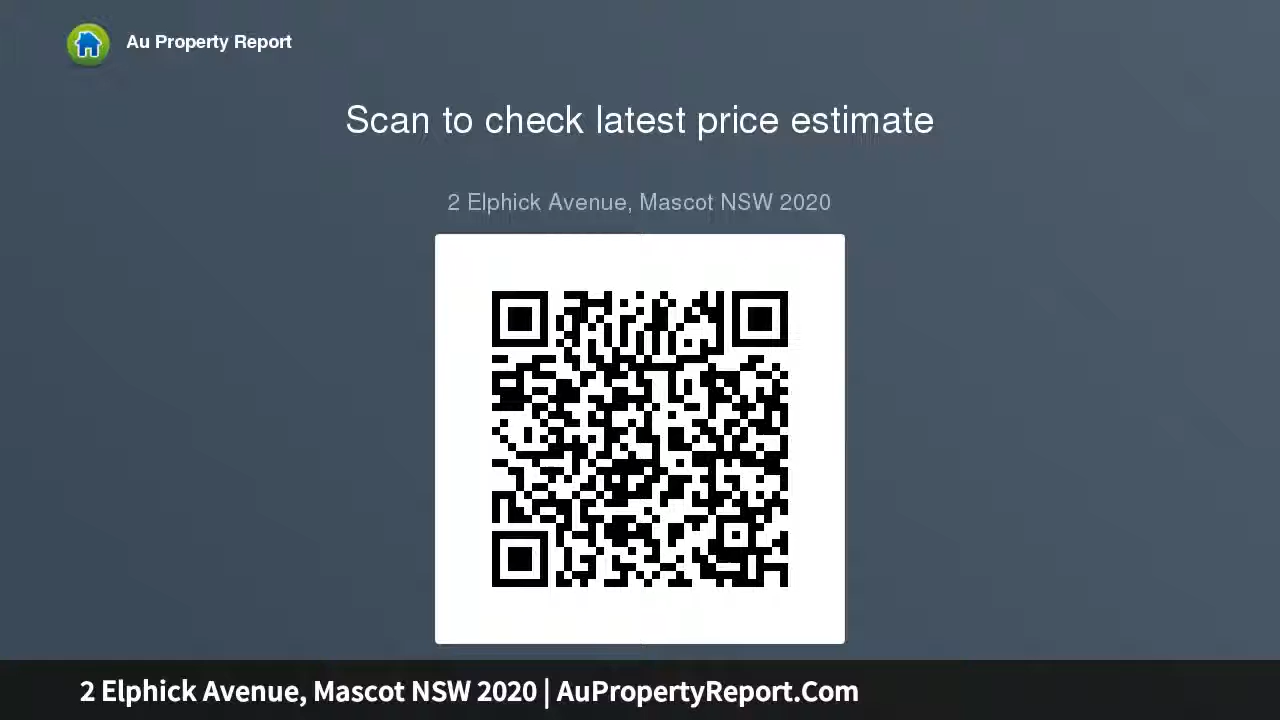 Au Property Report
Scan to check latest price estimate
2 Elphick Avenue, Mascot NSW 2020
2 Elphick Avenue, Mascot NSW 2020 | AuPropertyReport.Com